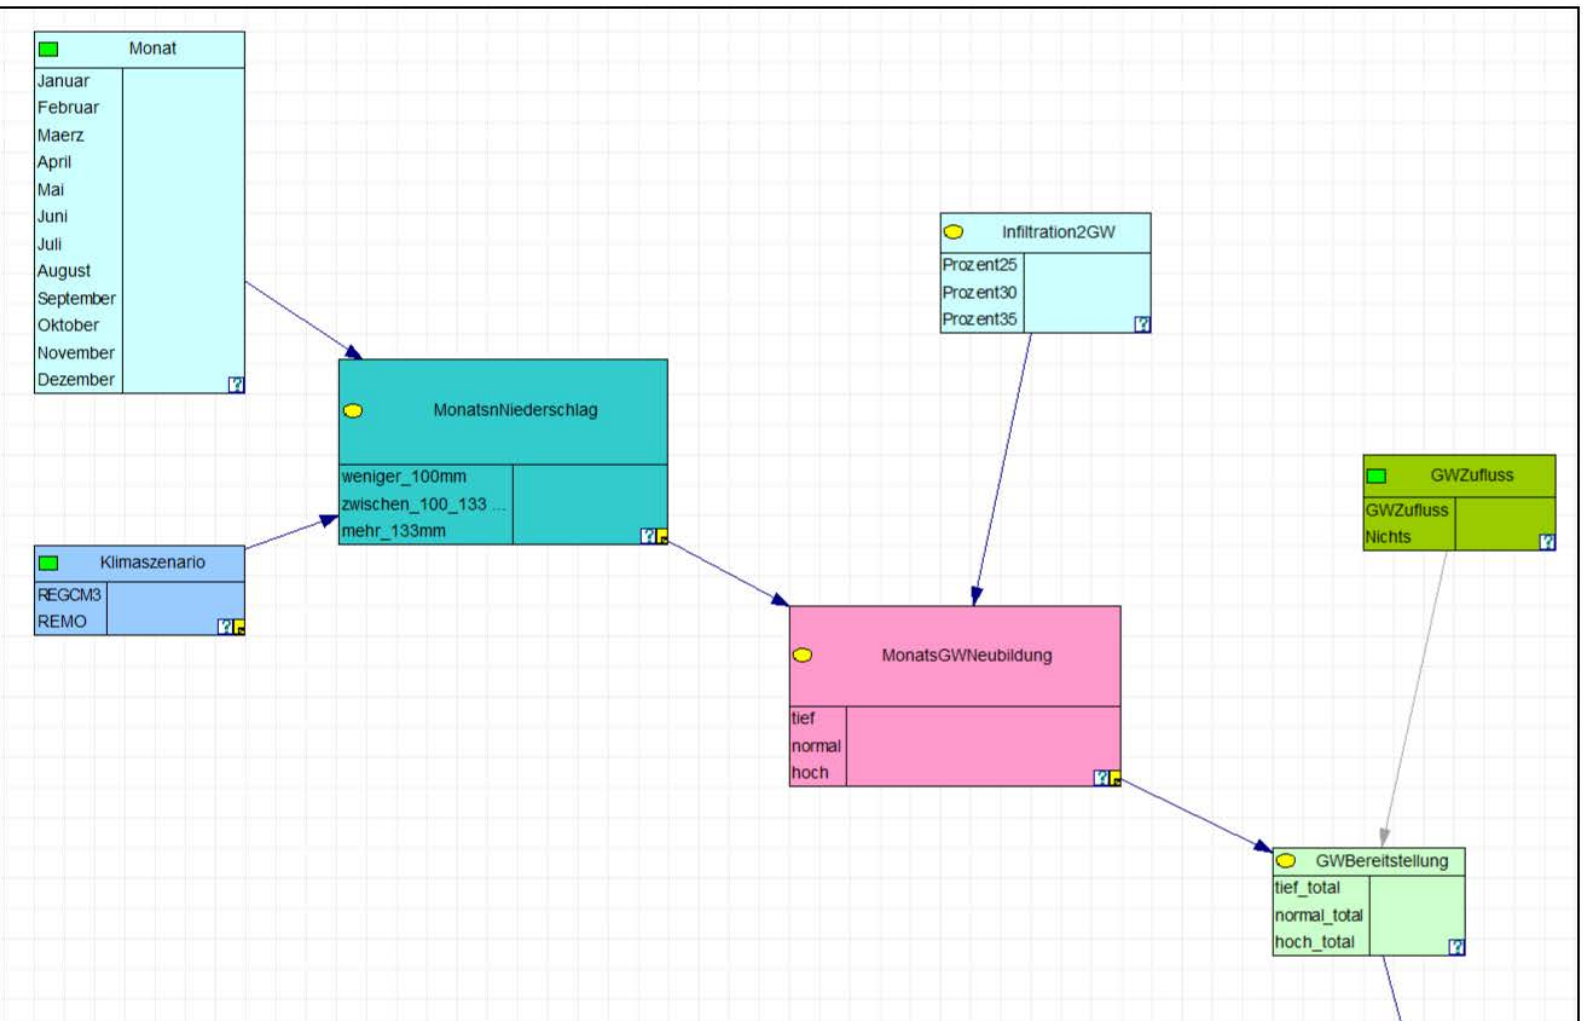 Monat
Januar
Februar
Maerz
April
Mai
Juni
Juli
August
September
Oktober
November
Dezember
?
Infiltration2GW
Prozent25
Prozent30
Prozent35
?
MonatsnNiederschlag
weniger_100mm
zwischen_100_133 ...
mehr_133mm
?
GWZufluss
GWZufluss
Nichts
?
Klimaszenario
REGCM3
REMO
?
MonatsGWNeubildung
tief
normal
hoch
?
GWBereitstellung
tief_total
normal_total
hoch_total
?